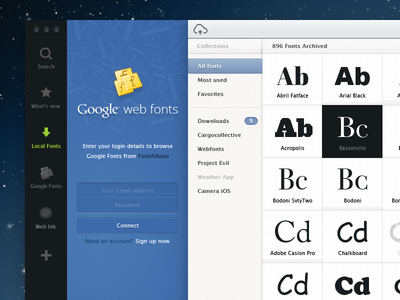 Search
What's new
Local Fonts
Google Fonts
Web Ink
Google web fonts
Enter your login details to browse
Google Fonts from FontAlbum
Your Gmail address
Password
Connect
Need an account? Sign up now
Collections
All fonts
Most used
Favorites
Downloads 9
Cargocollective
Webfonts
Project Evil
Weather App
Camera iOS
896 Fonts Archived
Ab
Abril Fatface
Ab
Arial Black
Ab
Acropolis
Bc
Baskerville
Bc
Bodoni SvtyTwo
Bc
Bodoni
Cd
Adobe Caslon Pro
Cd
Chalkboard
Cd
Cc
Cd